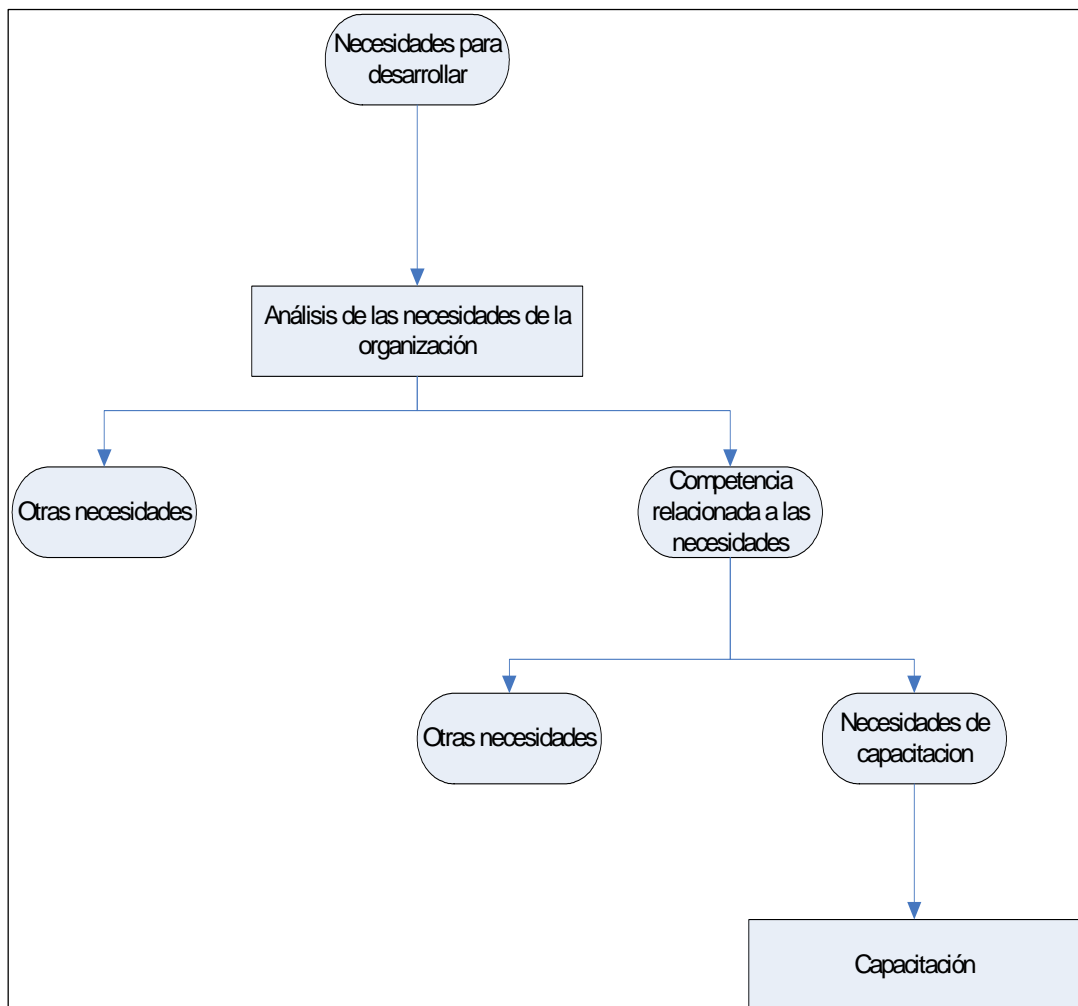 Necesidades para
desarrollar
Análisis de las necesidades de la
organización
Otras necesidades
Competencia
relacionada a las
necesidades
Otras necesidades
Necesidades de
capacitacion
Capacitación